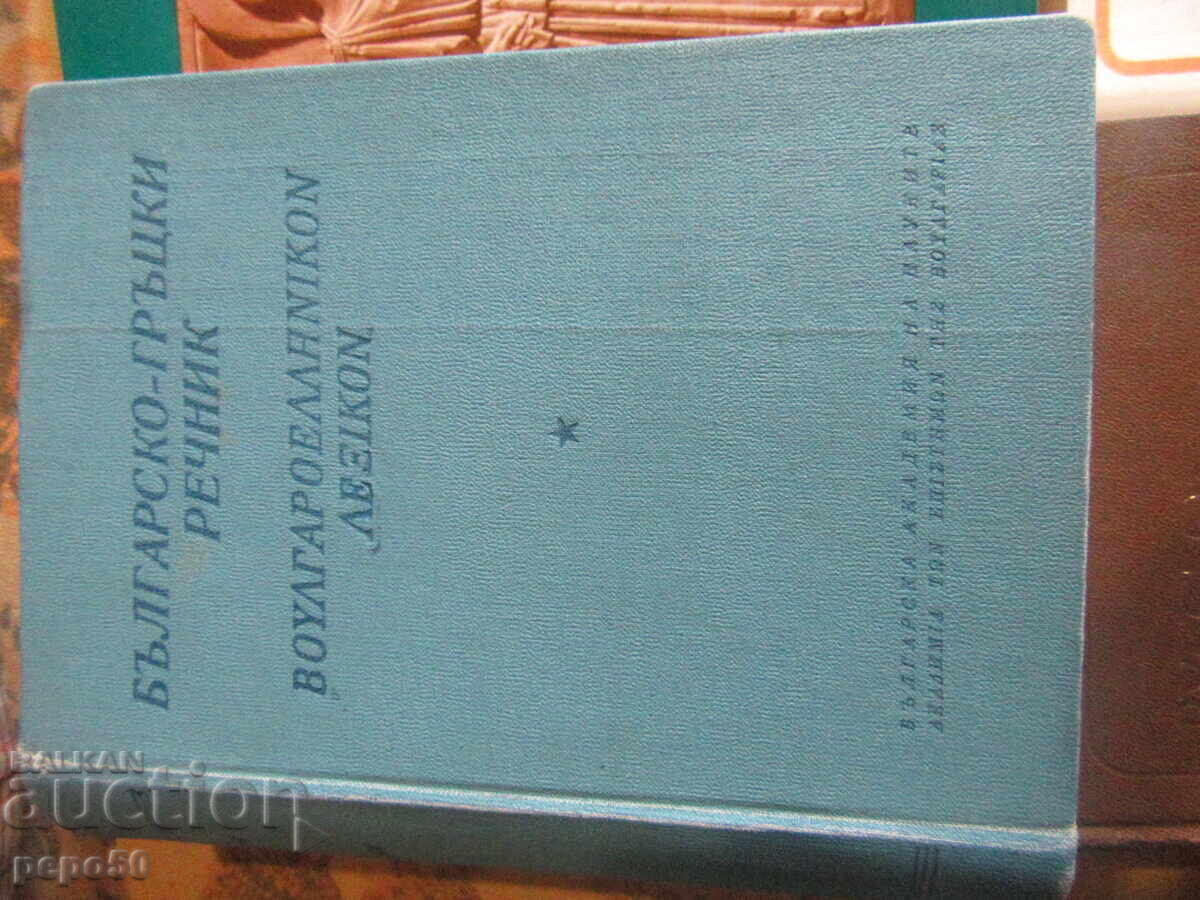 БЪЛГАРСКО-ГРЪЦКИ
РЕЧНИК
ΒΟΥΛΓΑΡΟΕΛΛΗΝΙΚΟΝ
ΛΕΞΙΚΟΝ
БЪЛГАРСКА АКАДЕМИЯ НА НАУКИТЕ
ΑΚΑΔΗΜΙΑ ΤΩΝ ΕΠΙΣΤΗΜΩΝ ΤΗΣ ΒΟΥΛΓΑΡΙΑΣ
BALKAN
auction
pepo50